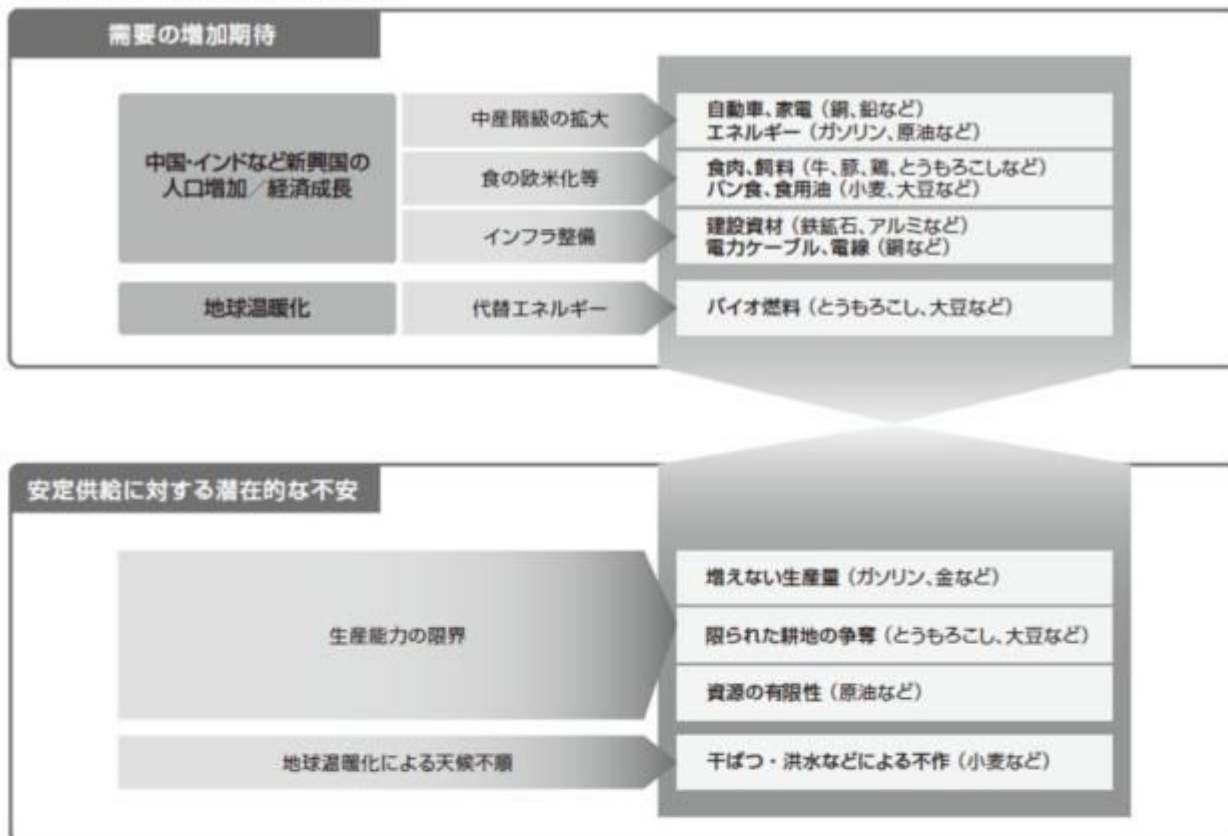 需要の増加期待
中国・インドなど新興国の
人口増加／経済成長
中産階級の拡大
自動車、家電（銅、鉛など）
エネルギー（ガソリン、原油など）
食の欧米化等
食肉、飼料（牛、豚、鶏、とうもろこしなど）
パン食、食用油（小麦、大豆など）
インフラ整備
建設資材（鉄鉱石、アルミなど）
電力ケーブル、電線（銅など）
地球温暖化
代替エネルギー
バイオ燃料（とうもろこし、大豆など）
安定供給に対する潜在的な不安
生産能力の限界
増えない生産量（ガソリン、金など）
限られた耕地の争奪（とうもろこし、大豆など）
資源の有限性（原油など）
地球温暖化による天候不順
干ばつ・洪水などによる不作（小麦など）